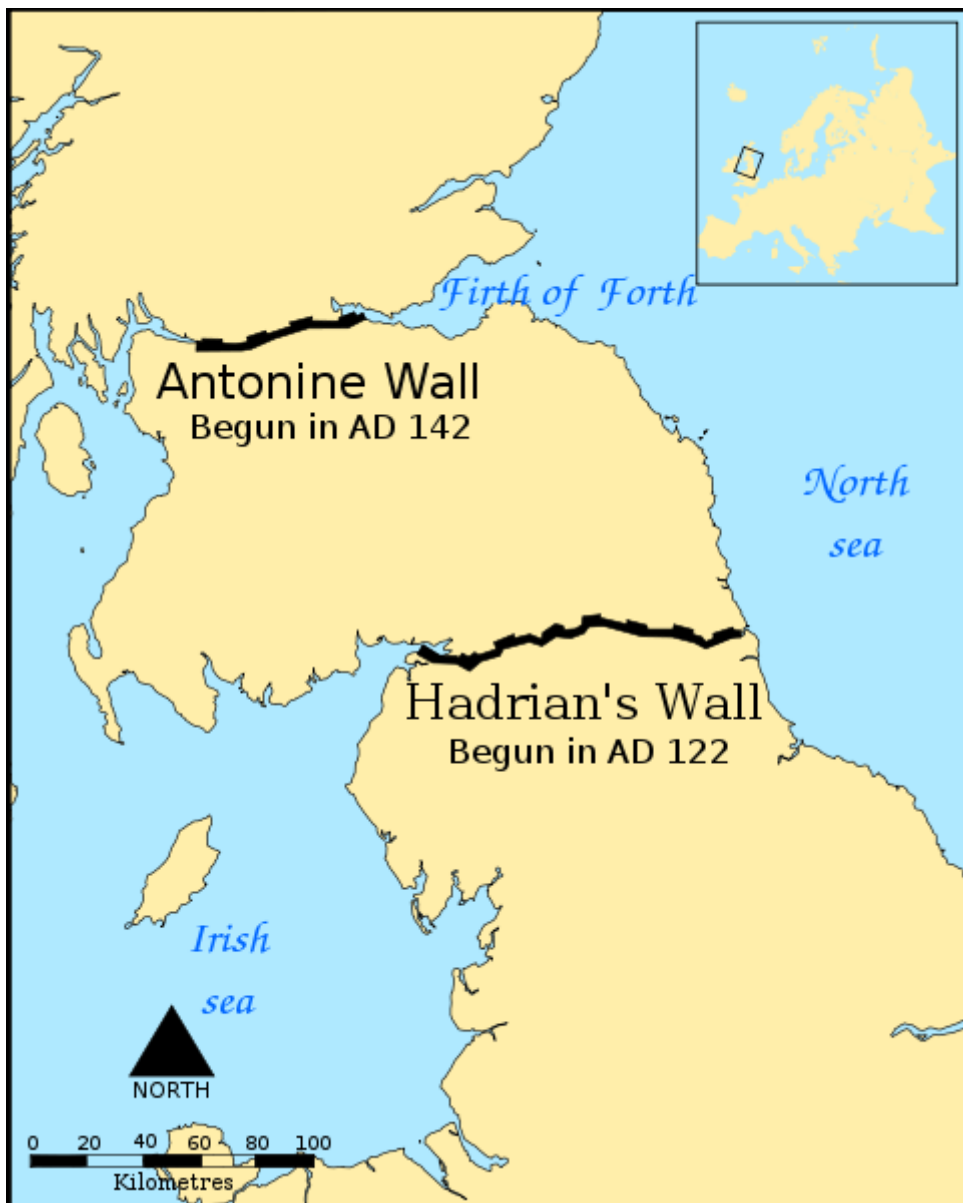 Firth of Forth
Antonine Wall
Begun in AD 142
North
sea
Hadrian's Wall
Begun in AD 122
Irish
sea
NORTH
0 20 40 60 80 100
Kilometres